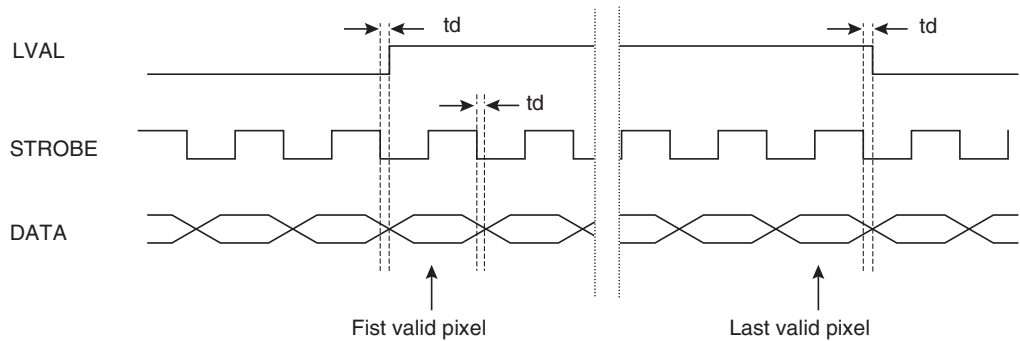 td
td
LVAL
td
STROBE
DATA
Fist valid pixel
Last valid pixel